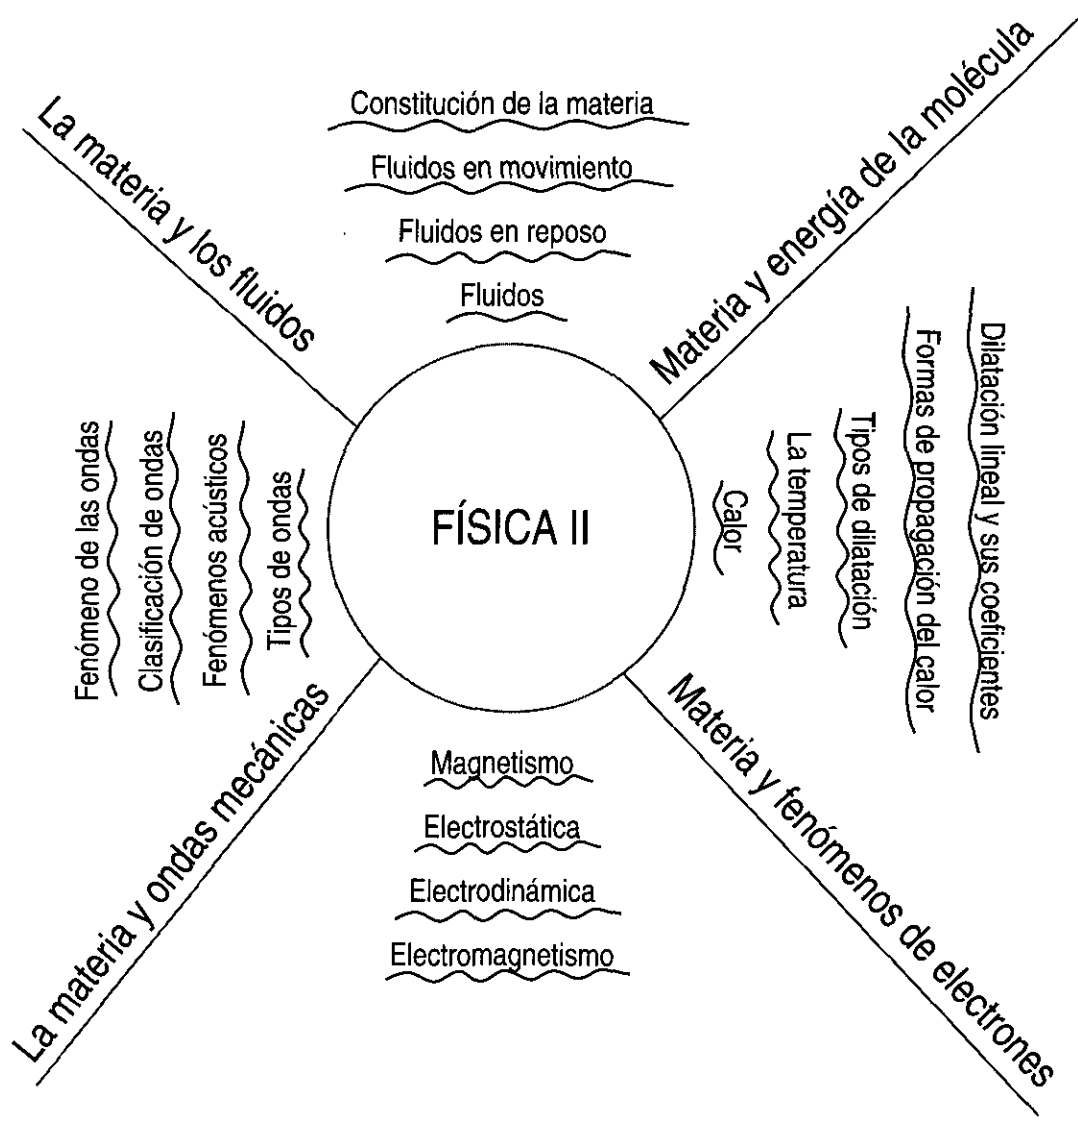 La materia y los fluidos
Constitución de la materia
Fluidos en movimiento
Fluidos en reposo
Fluidos
Materia y energía de la molécula
Calor
La temperatura
Tipos de dilatación
Formas de propagación del calor
Dilatación lineal y sus coeficientes
FÍSICA II
Materia y fenómenos de electrones
Magnetismo
Electrostática
Electrodinámica
Electromagnetismo
La materia y ondas mecánicas
Fenómeno de las ondas
Clasificación de ondas
Fenómenos acústicos
Tipos de ondas